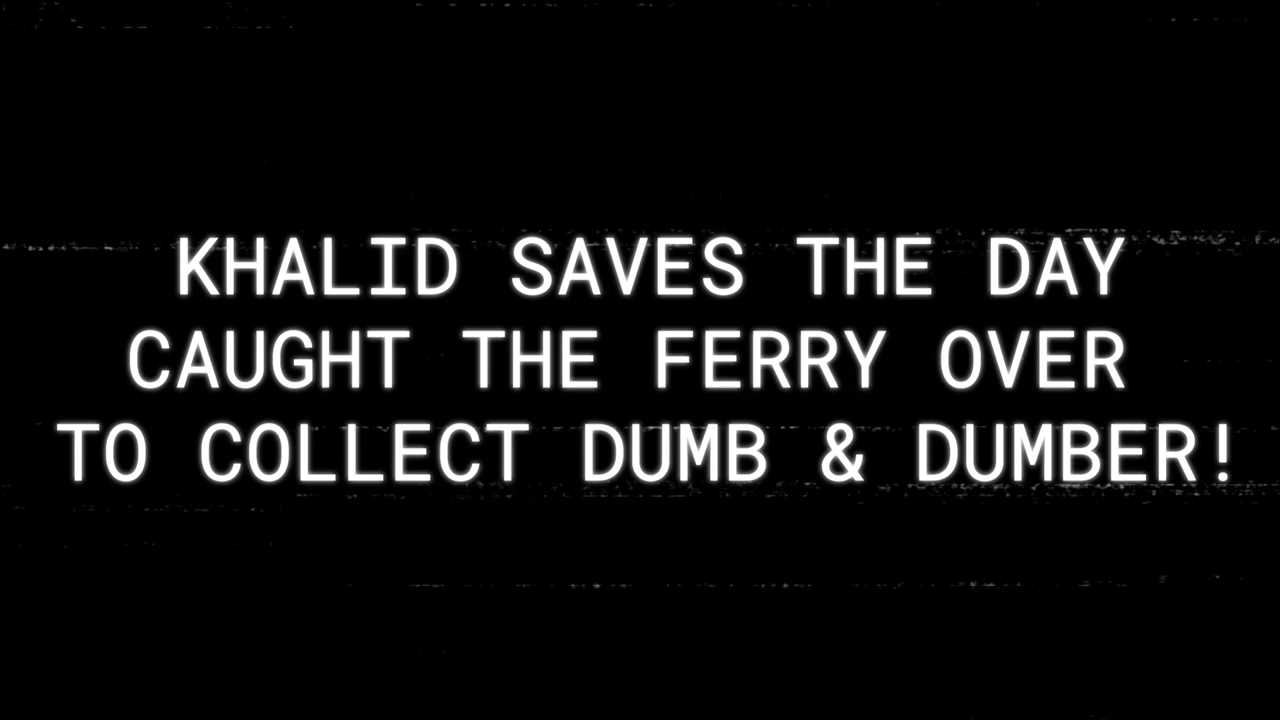 KHALID SAVES THE DAY
CAUGHT THE FERRY OVER
TO COLLECT DUMB & DUMBER!